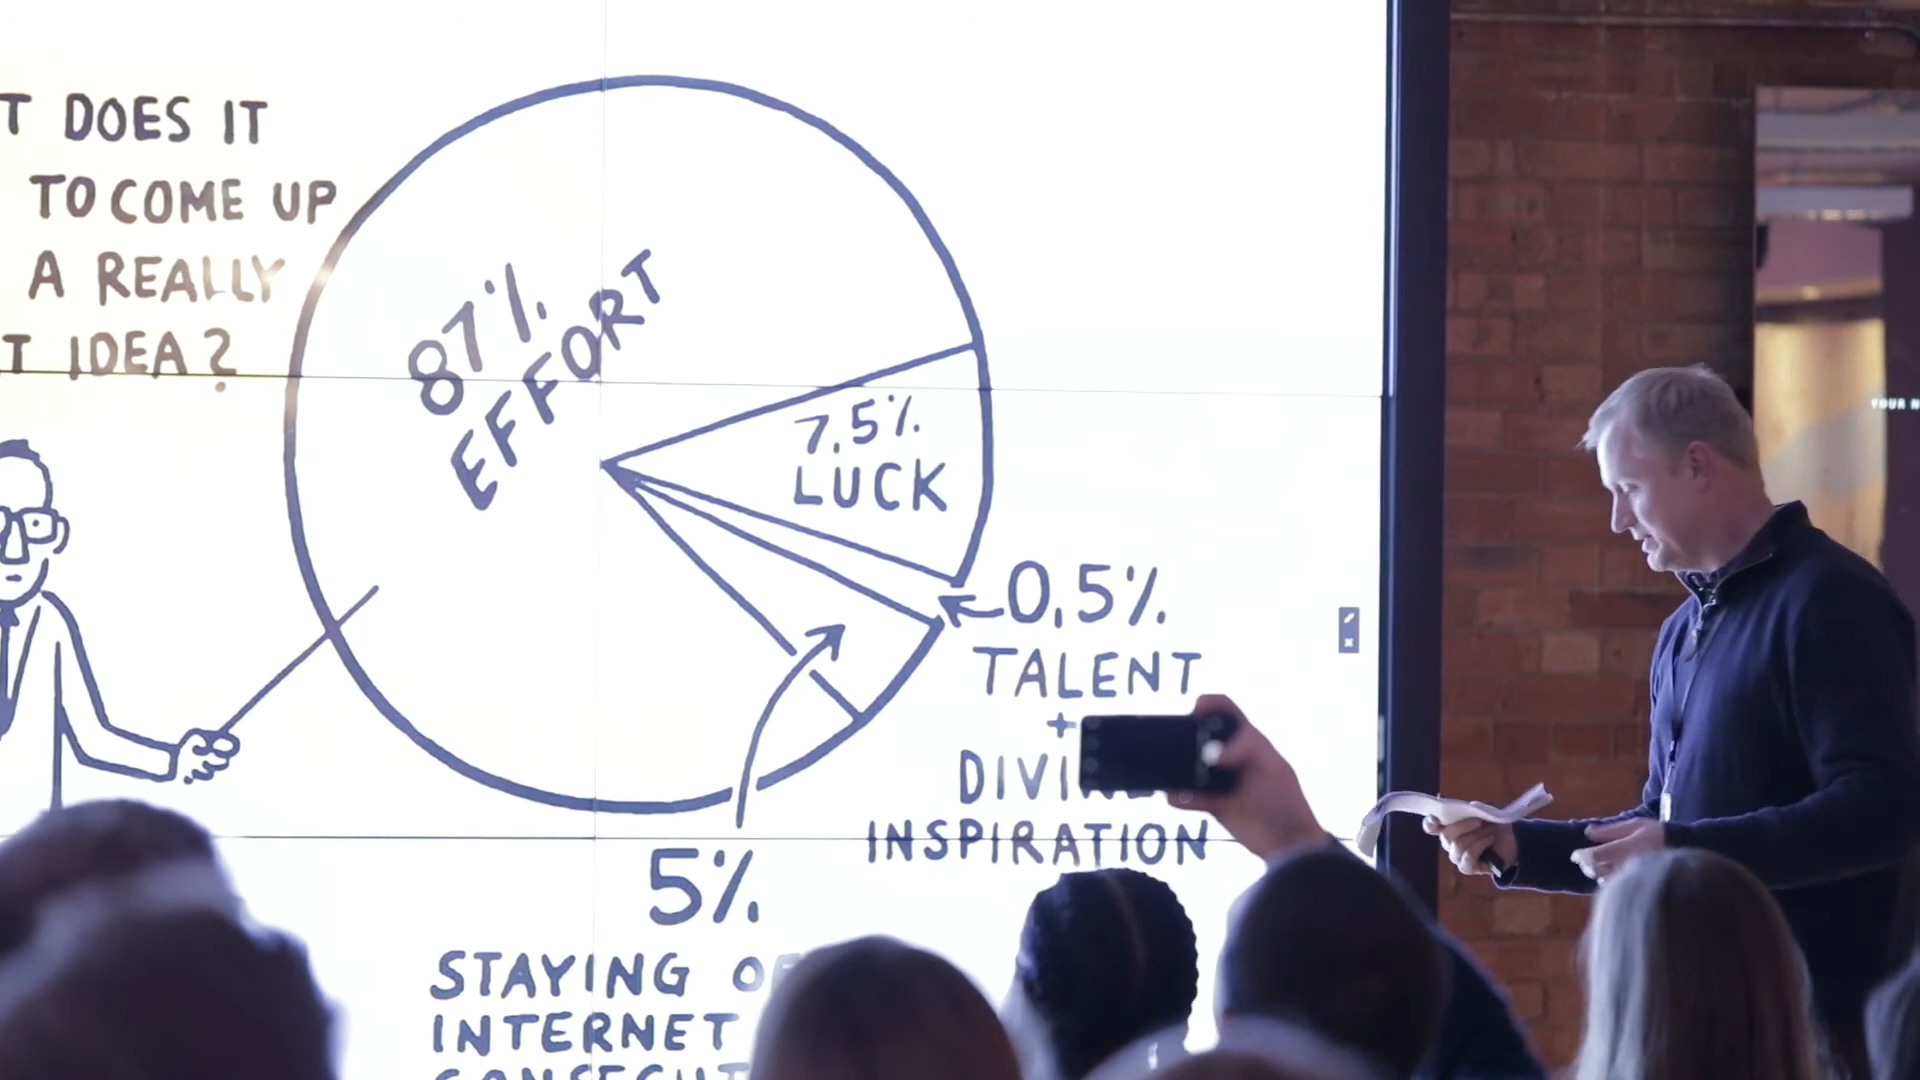 DOES IT
TO COME UP
A REALLY
IDEA?
87%
EFFORT
7.5%
LUCK
0.5%
TALENT
+
INSPIRATION
5%
STAYING
INTERNET
YOUR